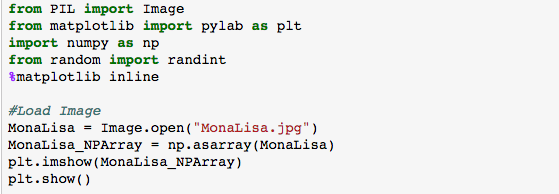 from PIL import Image
from matplotlib import pylab as plt
import numpy as np
from random import randint
%matplotlib inline
#Load Image
MonaLisa = Image.open("MonaLisa.jpg")
MonaLisa_NPArray = np.asarray(MonaLisa)
plt.imshow(MonaLisa_NPArray)
plt.show()